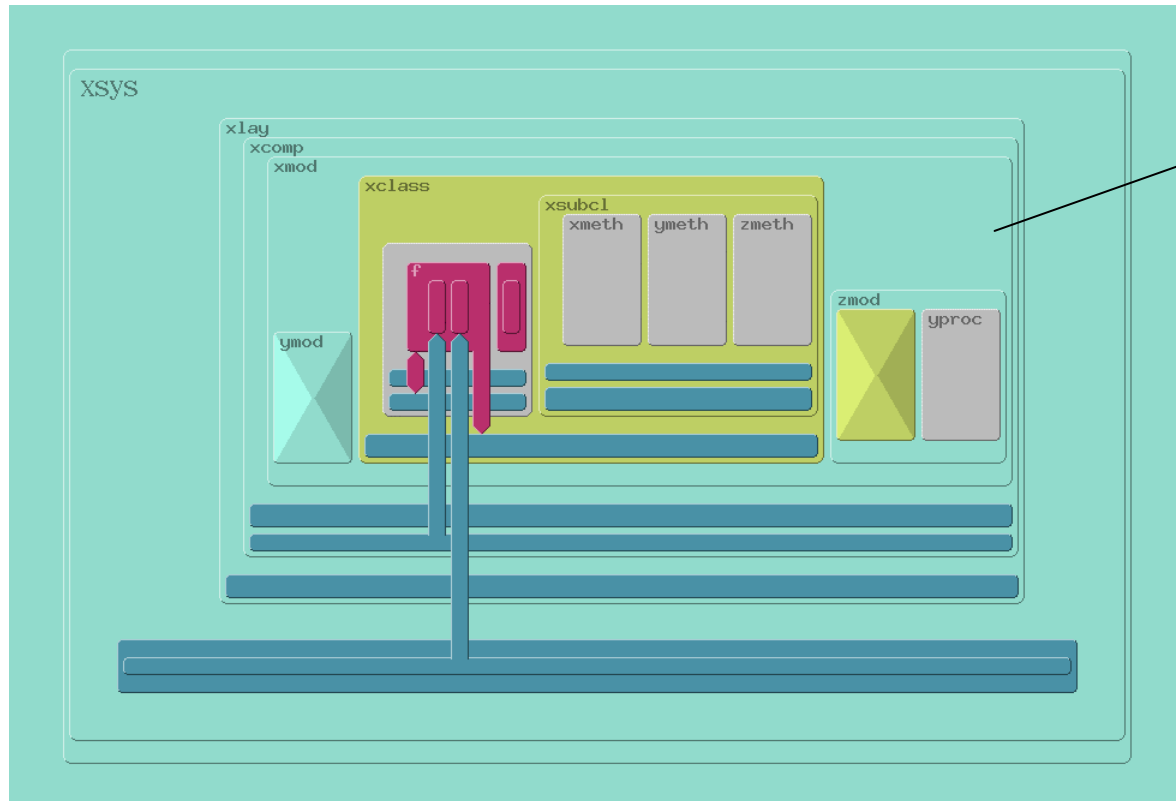 xsys
xlay
xcomp
xmod
xclass
xsubcl
xmeth ymeth zmeth
f
zmod
yproc
ymod